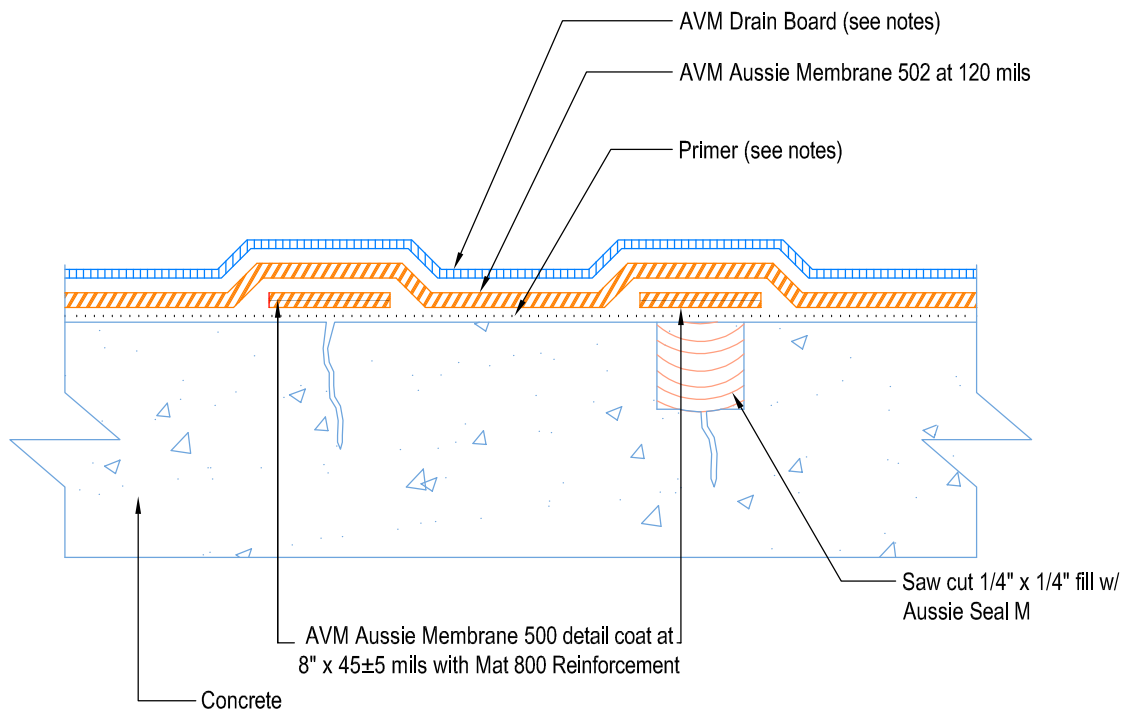 AVM Drain Board (see notes)
AVM Aussie Membrane 502 at 120 mils
Primer (see notes)
Saw cut 1/4" x 1/4" fill w/
Aussie Seal M
AVM Aussie Membrane 500 detail coat at
8" x 45±5 mils with Mat 800 Reinforcement
Concrete